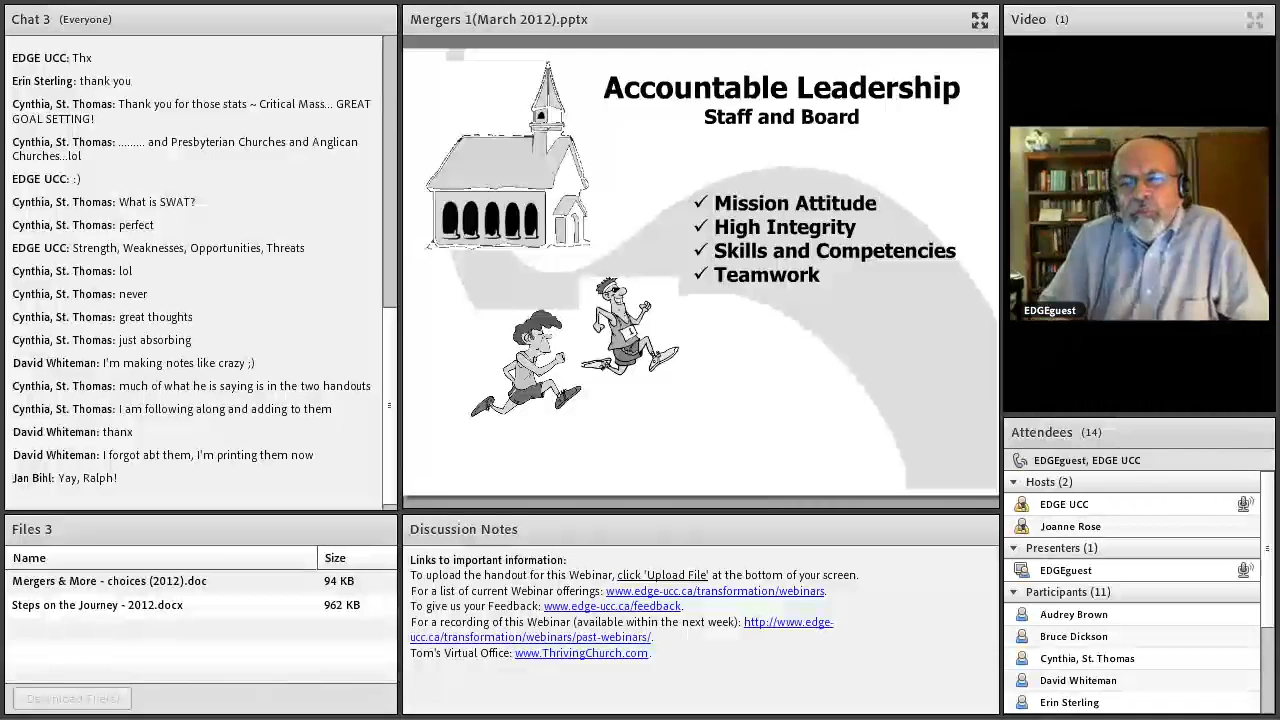 Chat 3 (Everyone)
EDGE UCC: Thx
Erin Sterling: thank you
Cynthia, St. Thomas: Thank you for those stats ~ Critical Mass... GREAT
GOAL SETTING!
Cynthia, St. Thomas: ......... and Presbyterian Churches and Anglican
Churches...lol
EDGE UCC: :)
Cynthia, St. Thomas: What is SWAT?
Cynthia, St. Thomas: perfect
EDGE UCC: Strength, Weaknesses, Opportunities, Threats
Cynthia, St. Thomas: lol
Cynthia, St. Thomas: never
Cynthia, St. Thomas: great thoughts
Cynthia, St. Thomas: just absorbing
David Whiteman: I'm making notes like crazy ;)
Cynthia, St. Thomas: much of what he is saying is in the two handouts
Cynthia, St. Thomas: I am following along and adding to them
David Whiteman: thanx
David Whiteman: I forgot abt them, I'm printing them now
Jan Bihl: Yay, Ralph!
Files 3
Name Size
Mergers & More - choices (2012).doc 94 KB
Steps on the Journey - 2012.docx 962 KB
Download File(s)
Mergers 1(March 2012).pptx
Accountable Leadership
Staff and Board
✓ Mission Attitude
✓ High Integrity
✓ Skills and Competencies
✓ Teamwork
Discussion Notes
Links to important information:
To upload the handout for this Webinar, click 'Upload File' at the bottom of your screen.
For a list of current Webinar offerings: www.edge-ucc.ca/transformation/webinars.
To give us your Feedback: www.edge-ucc.ca/feedback.
For a recording of this Webinar (available within the next week): http://www.edge-
ucc.ca/transformation/webinars/past-webinars/.
Tom's Virtual Office: www.ThrivingChurch.com.
Video (1)
EDGEguest
Attendees (14)
EDGEguest, EDGE UCC
Hosts (2)
EDGE UCC
Joanne Rose
Presenters (1)
EDGEguest
Participants (11)
Audrey Brown
Bruce Dickson
Cynthia, St. Thomas
David Whiteman
Erin Sterling